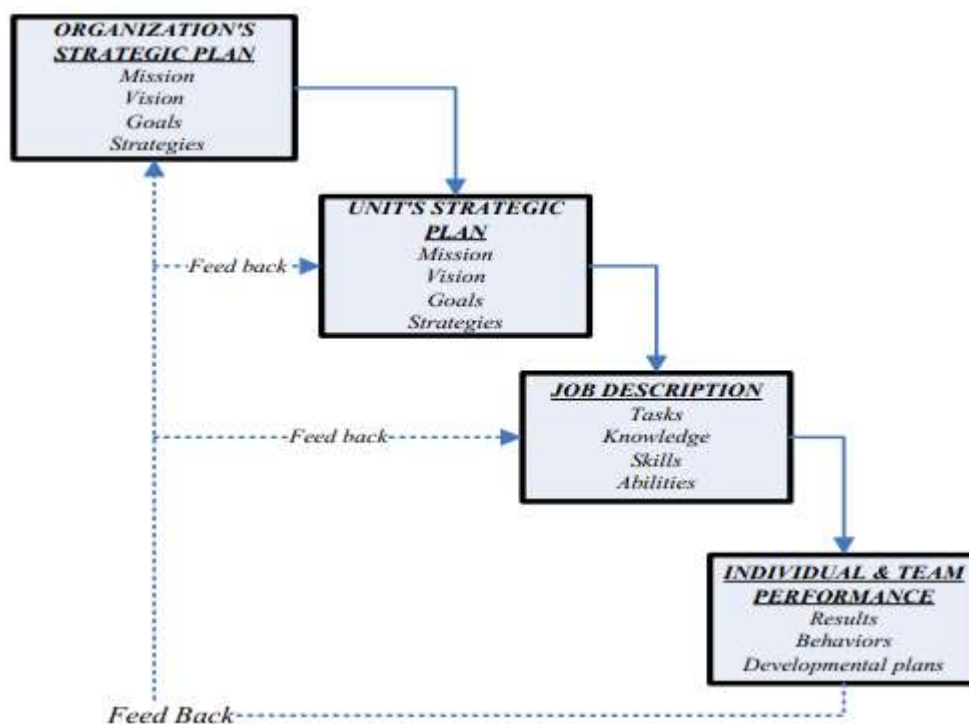 ORGANIZATION'S
STRATEGIC PLAN
Mission
Vision
Goals
Strategies
UNIT'S STRATEGIC
PLAN
Mission
Vision
Goals
Strategies
Feed back
JOB DESCRIPTION
Tasks
Knowledge
Skills
Abilities
Feed back
INDIVIDUAL & TEAM
PERFORMANCE
Results
Behaviors
Developmental plans
Feed Back